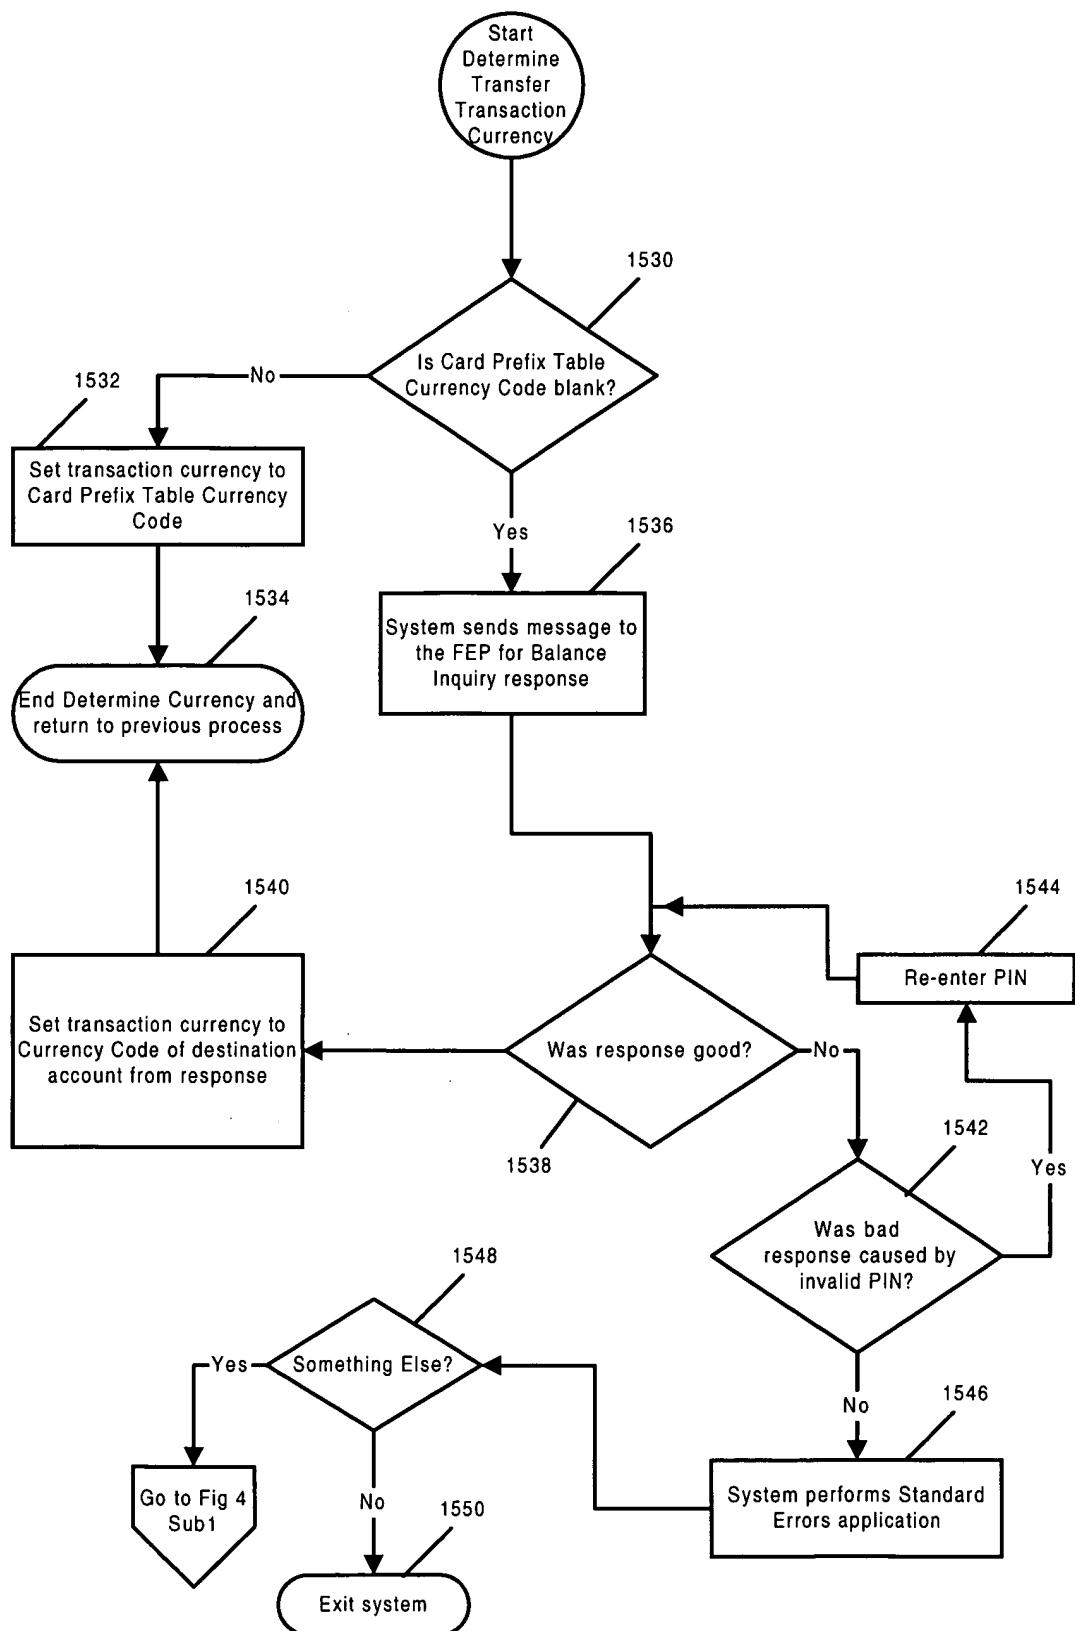 Start
Determine
Transfer
Transaction
Currency
1530
Is Card Prefix Table
Currency Code blank?
No
1532
Set transaction currency to
Card Prefix Table Currency
Code
Yes
1536
1534
System sends message to
the FEP for Balance
Inquiry response
End Determine Currency and
return to previous process
1540
1544
Re-enter PIN
Set transaction currency to
Currency Code of destination
account from response
Was response good?
No
1538
1542
Yes
Was bad
response caused by
invalid PIN?
1548
Something Else?
Yes
No
1546
Go to Fig 4
Sub1
No
1550
System performs Standard
Errors application
Exit system